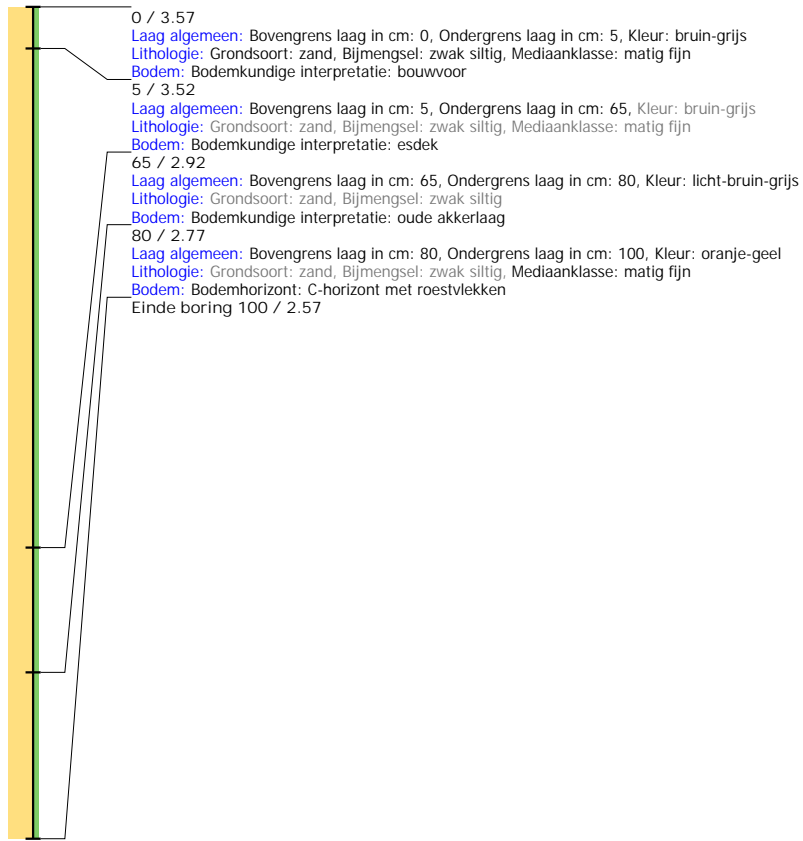 0 / 3.57
Laag algemeen: Bovengrens laag in cm: 0, Ondergrens laag in cm: 5, Kleur: bruin-grijs
Lithologie: Grondsoort: zand, Bijmengsel: zwak siltig, Mediaanklasse: matig fijn
Bodem: Bodemkundige interpretatie: bouwvoor
5 / 3.52
Laag algemeen: Bovengrens laag in cm: 5, Ondergrens laag in cm: 65, Kleur: bruin-grijs
Lithologie: Grondsoort: zand, Bijmengsel: zwak siltig, Mediaanklasse: matig fijn
Bodem: Bodemkundige interpretatie: esdek
65 / 2.92
Laag algemeen: Bovengrens laag in cm: 65, Ondergrens laag in cm: 80, Kleur: licht-bruin-grijs
Lithologie: Grondsoort: zand, Bijmengsel: zwak siltig
Bodem: Bodemkundige interpretatie: oude akkerlaag
80 / 2.77
Laag algemeen: Bovengrens laag in cm: 80, Ondergrens laag in cm: 100, Kleur: oranje-geel
Lithologie: Grondsoort: zand, Bijmengsel: zwak siltig, Mediaanklasse: matig fijn
Bodem: Bodemhorizont: C-horizont met roestvlekken
Einde boring 100 / 2.57